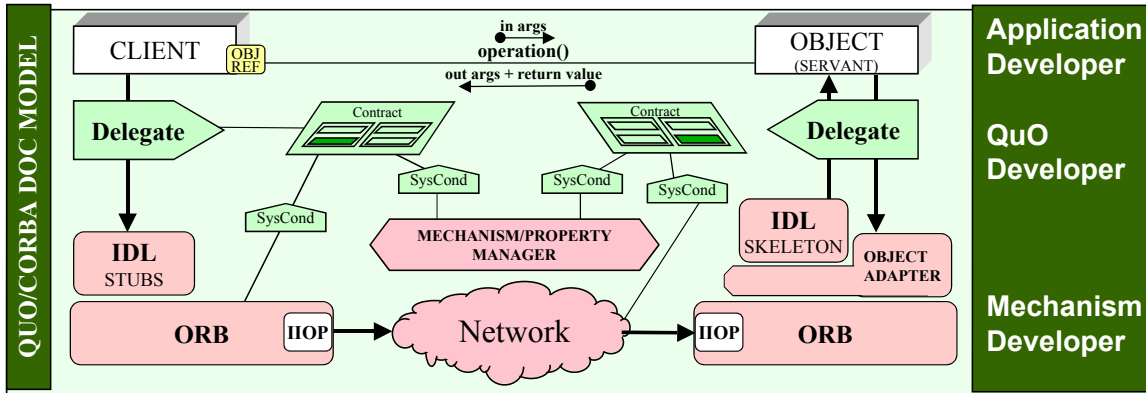 QUO/CORBA DOC MODEL
CLIENT
OBJ
REF
in args
operation()
out args + return value
OBJECT
(SERVANT)
Application
Developer
Delegate
Contract
Contract
Delegate
QuO
Developer
SysCond
SysCond
SysCond
SysCond
IDL
STUBS
MECHANISM/PROPERTY
MANAGER
IDL
SKELETON
OBJECT
ADAPTER
ORB
IIOP
Network
IIOP
ORB
Mechanism
Developer